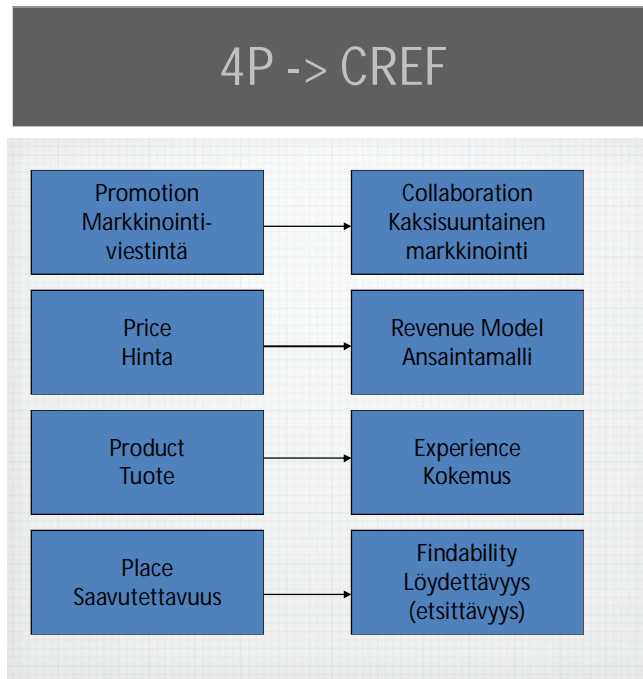 4P -> CREF
Promotion
Markkinointi-
viestintä
Collaboration
Kaksisuuntainen
markkinointi
Price
Hinta
Revenue Model
Ansaintamalli
Product
Tuote
Experience
Kokemus
Place
Saavutettavuus
Findability
Löydettävyys
(etsittävyys)